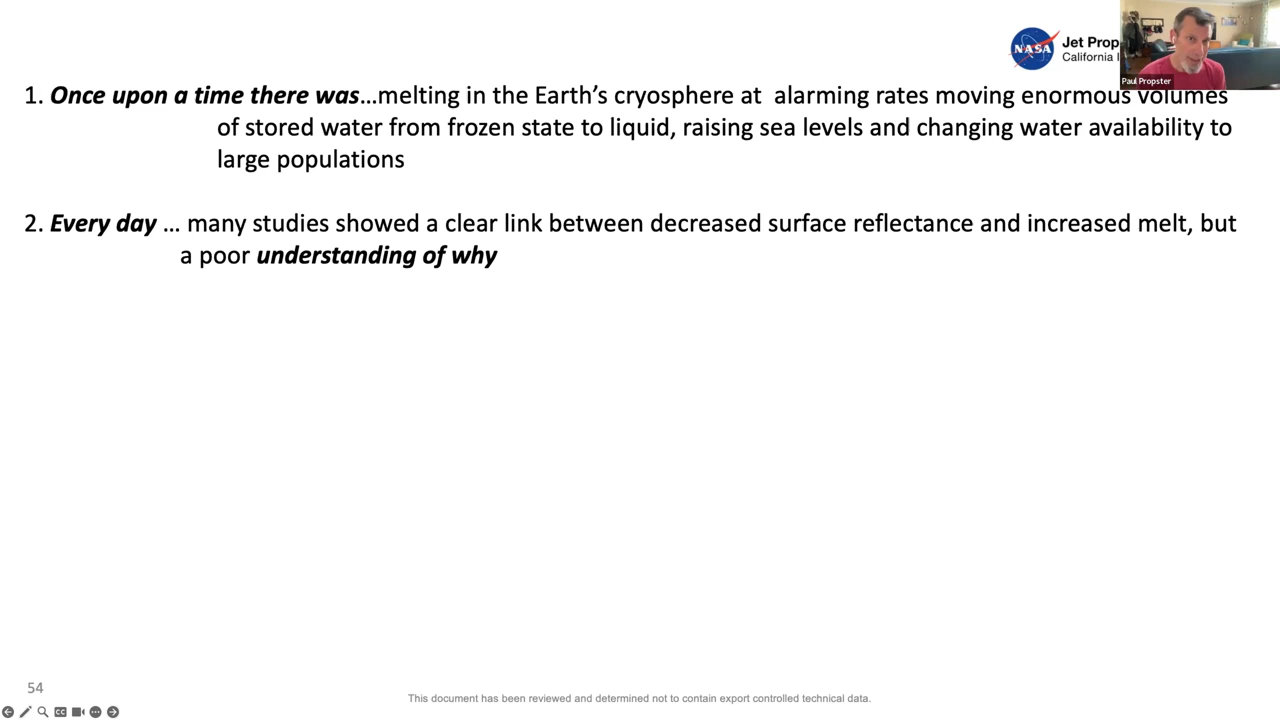 NASA
Jet Prop
California I
Paul Propster
1. Once upon a time there was…melting in the Earth’s cryosphere at  alarming rates moving enormous volumes
of stored water from frozen state to liquid, raising sea levels and changing water availability to
large populations
2. Every day … many studies showed a clear link between decreased surface reflectance and increased melt, but
a poor understanding of why
54
This document has been reviewed and determined not to contain export controlled technical data.
CC